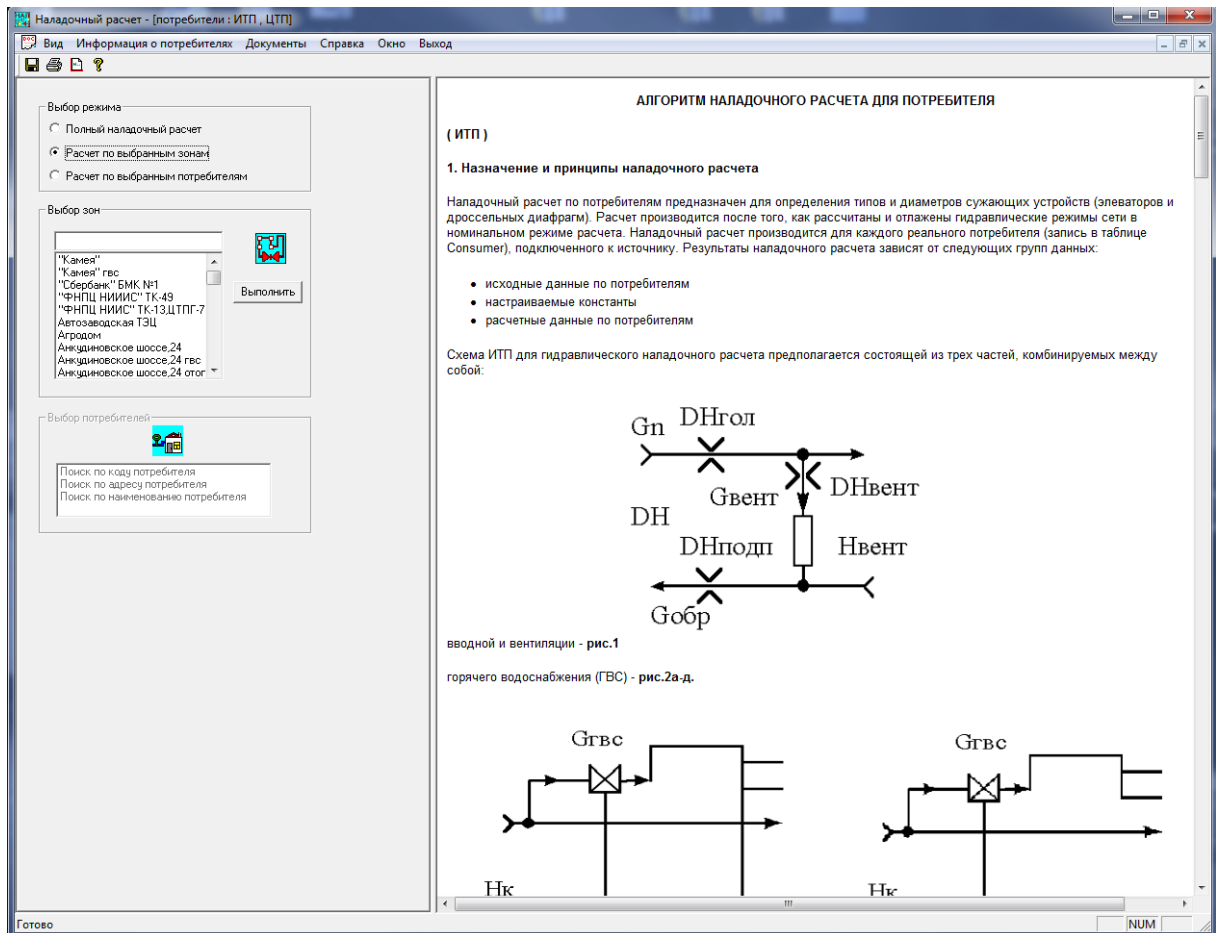 Наладочный расчет - [потребители : ИТП , ЦТП]
Вид Информация о потребителях Документы Справка Окно Выход
Выбор режима
Полный наладочный расчет
Расчет по выбранным зонам
Расчет по выбранным потребителям
Выбор зон
"Камея"
"Камея" гвс
"Сбербанк" БМК №1
"ФНПЦ НИИИС" ТК-49
"ФНПЦ НИИС" ТК-13,ЦТПГ-7
Автозаводская ТЭЦ
Агродом
Анкудиновское шоссе,24
Анкудиновское шоссе,24 гвс
Анкудиновское шоссе,24 отог
Выполнить
Выбор потребителей
Поиск по коду потребителя
Поиск по адресу потребителя
Поиск по наименованию потребителя
АЛГОРИТМ НАЛАДОЧНОГО РАСЧЕТА ДЛЯ ПОТРЕБИТЕЛЯ
( ИТП )
1. Назначение и принципы наладочного расчета
Наладочный расчет по потребителям предназначен для определения типов и диаметров сужающих устройств (элеваторов и
дроссельных диафрагм). Расчет производится после того, как рассчитаны и отлажены гидравлические режимы сети в
номинальном режиме расчета. Наладочный расчет производится для каждого реального потребителя (запись в таблице
Consumer), подключенного к источнику. Результаты наладочного расчета зависят от следующих групп данных:
• исходные данные по потребителям
• настраиваемые константы
• расчетные данные по потребителям
Схема ИТП для гидравлического наладочного расчета предполагается состоящей из трех частей, комбинируемых между
собой:
Gп DHгол
Gвент DHвент
DH
DHподп Hвент
Gобр
вводной и вентиляции - рис.1
горячего водоснабжения (ГВС) - рис.2а-д.
Gгвс Gгвс
Hк Hк
Готово NUM